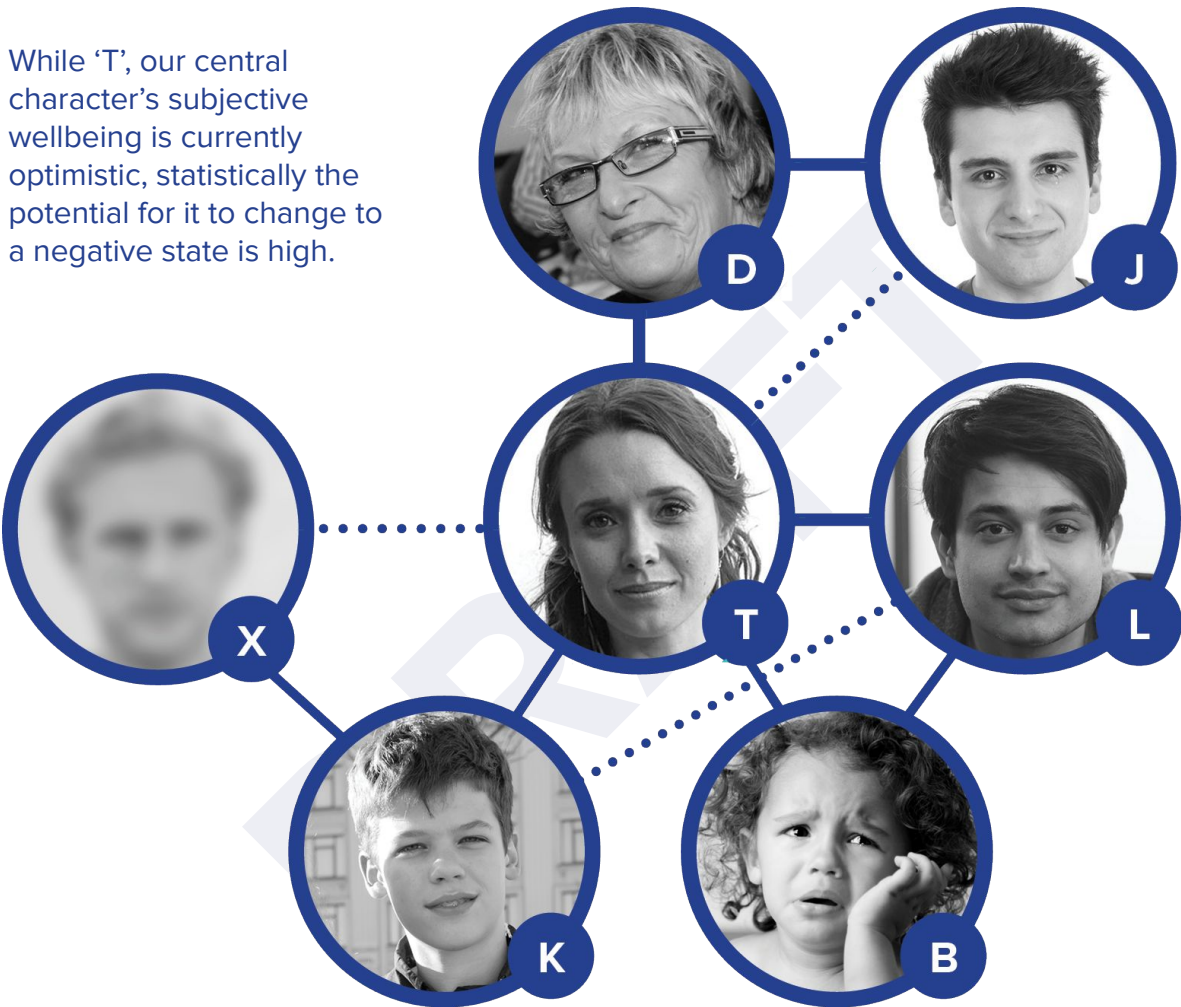 While ‘T’, our central
character’s subjective
wellbeing is currently
optimistic, statistically the
potential for it to change to
a negative state is high.
D
J
X
T
L
K
B
DRAFT